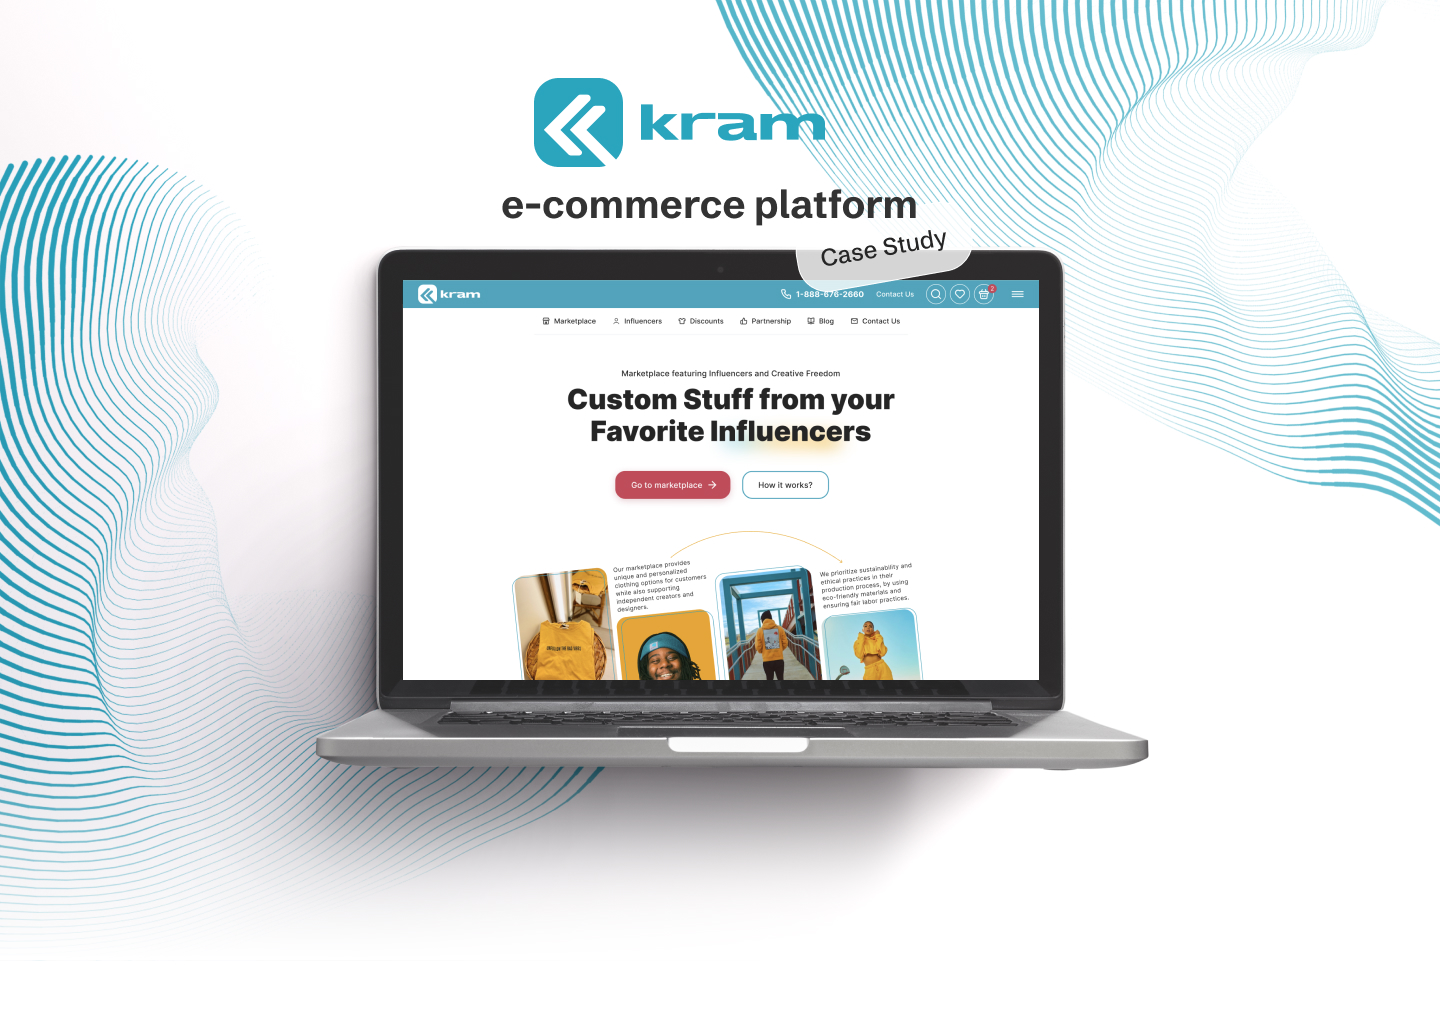 kram
e-commerce platform
Case Study
kram
1-888-676-2660
Contact Us
2
Marketplace
Influencers
Discounts
Partnership
Blog
Contact Us
Marketplace featuring Influencers and Creative Freedom
Custom Stuff from your
Favorite Influencers
Go to marketplace
How it works?
Our marketplace provides
unique and personalized
clothing options for customers
while also supporting
independent creators and
designers.
We prioritize sustainability and
ethical practices in their
production process, by using
eco-friendly materials and
ensuring fair labor practices.